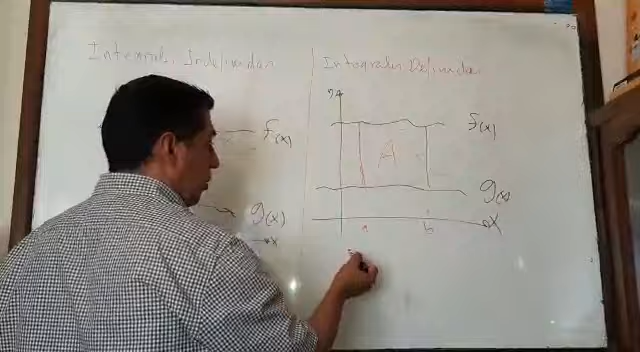 Integrales Indefinidas
f(x)
g(x)
x
Integrales Definidas
y
f(x)
A
g(x)
x
a
b